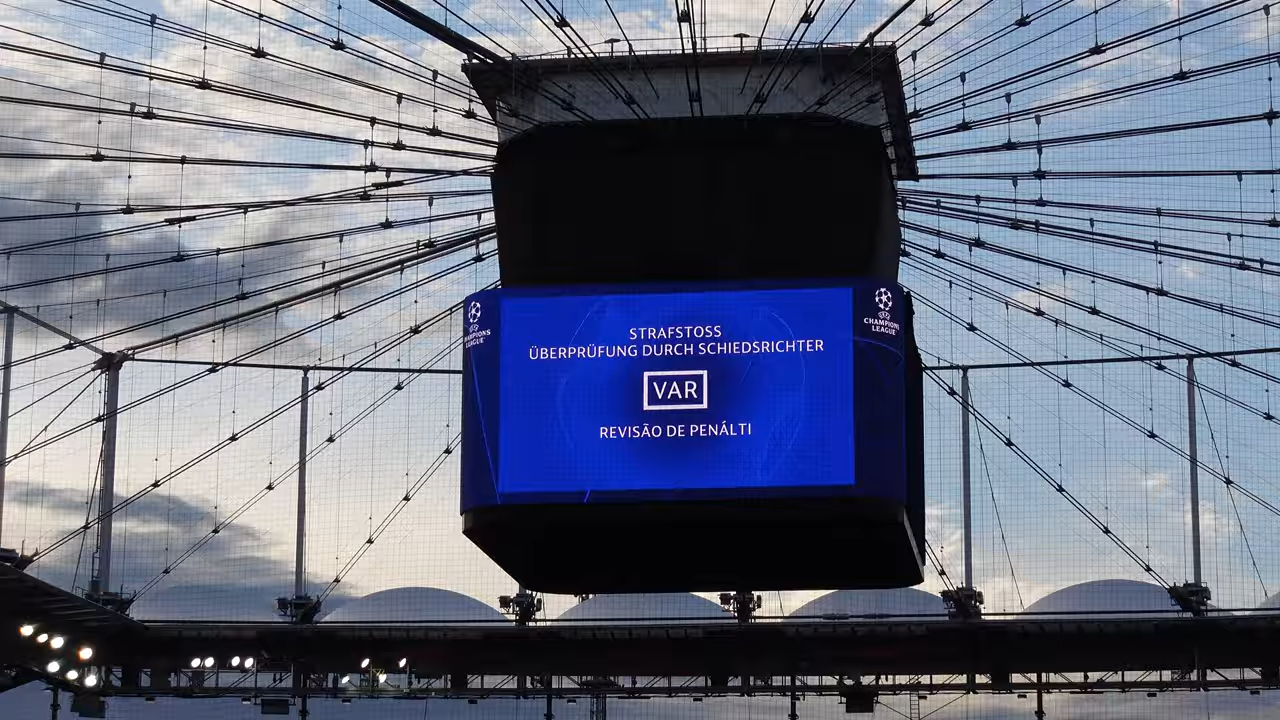 STRAFSTOSS
ÜBERPRÜFUNG DURCH SCHIEDSRICHTER
VAR
REVISÃO DE PENÁLTI
CHAMPIONS
LEAGUE
CHAMPIONS
LEAGUE